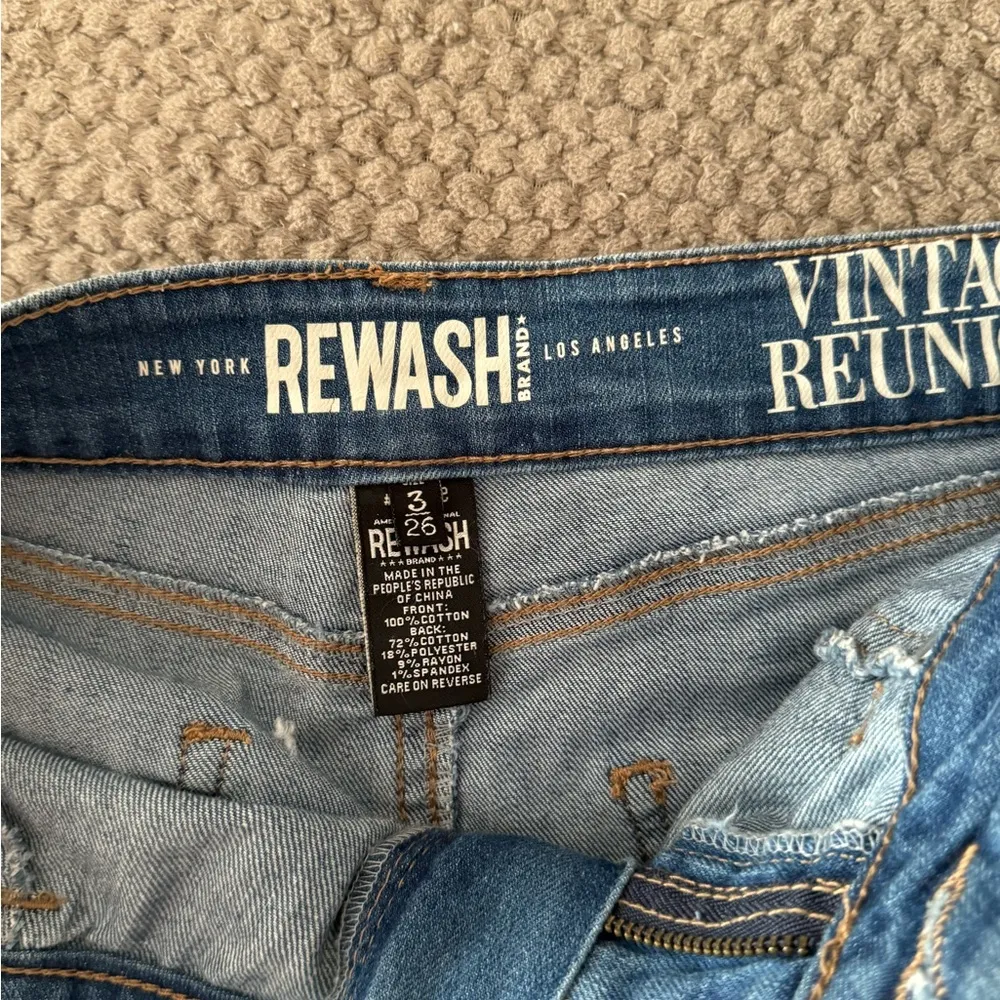 NEW YORK REWASH BRAND★ LOS ANGELES
VINTA
REUNI
3
26
REWASH
★★★BRAND★★★
MADE IN THE
PEOPLE'S REPUBLIC
OF CHINA
FRONT:
100%COTTON
BACK:
72%COTTON
18%POLYESTER
9%RAYON
1%SPANDEX
CARE ON REVERSE